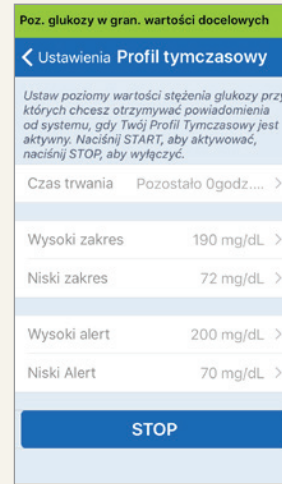 Poz. glukozy w gran. wartości docelowych
Ustawienia Profil tymczasowy
Ustaw poziomy wartości stężenia glukozy przy
których chcesz otrzymywać powiadomienia
od systemu, gdy Twój Profil Tymczasowy jest
aktywny. Naciśnij START, aby aktywować,
naciśnij STOP, aby wyłączyć.
Czas trwania Pozostało 0godz....
Wysoki zakres 190 mg/dL
Niski zakres 72 mg/dL
Wysoki alert 200 mg/dL
Niski Alert 70 mg/dL
STOP